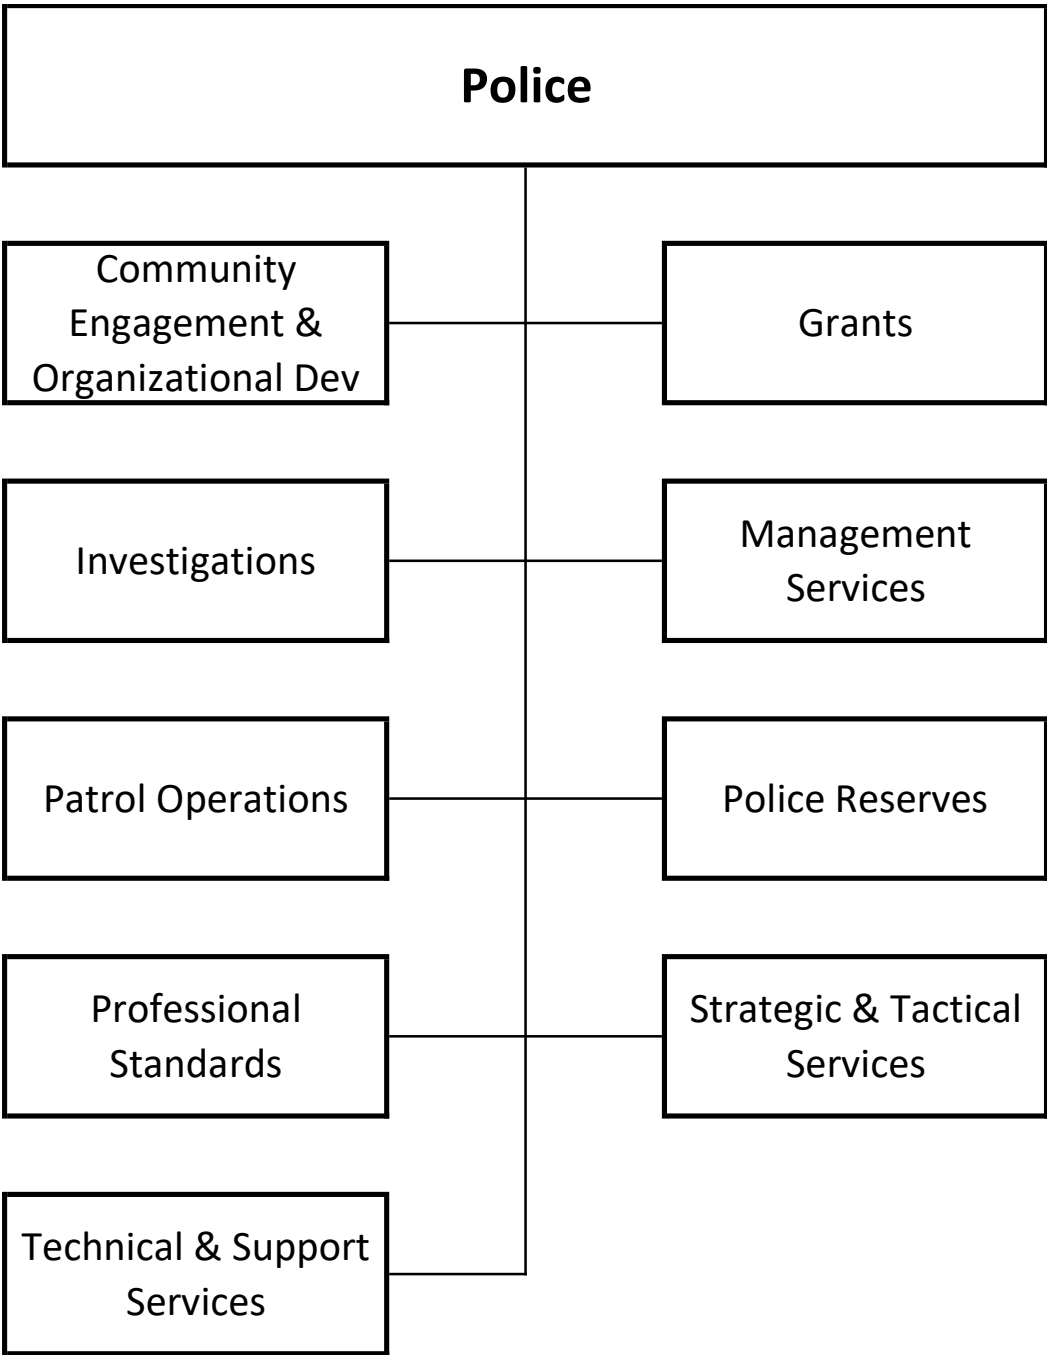 Police
Community
Engagement &
Organizational Dev
Grants
Investigations
Management
Services
Patrol Operations
Police Reserves
Professional
Standards
Strategic & Tactical
Services
Technical & Support
Services